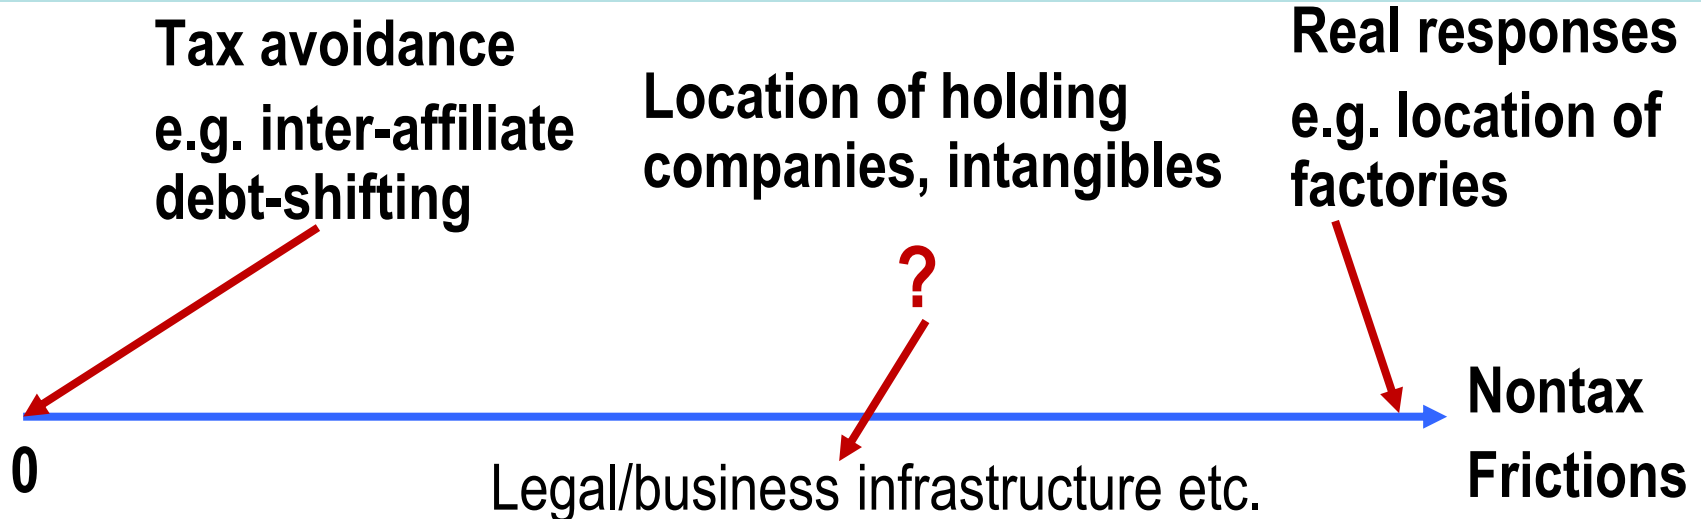 Tax avoidance
e.g. inter-affiliate
debt-shifting
Location of holding
companies, intangibles
Real responses
e.g. location of
factories
?
Nontax
Frictions
0
Legal/business infrastructure etc.